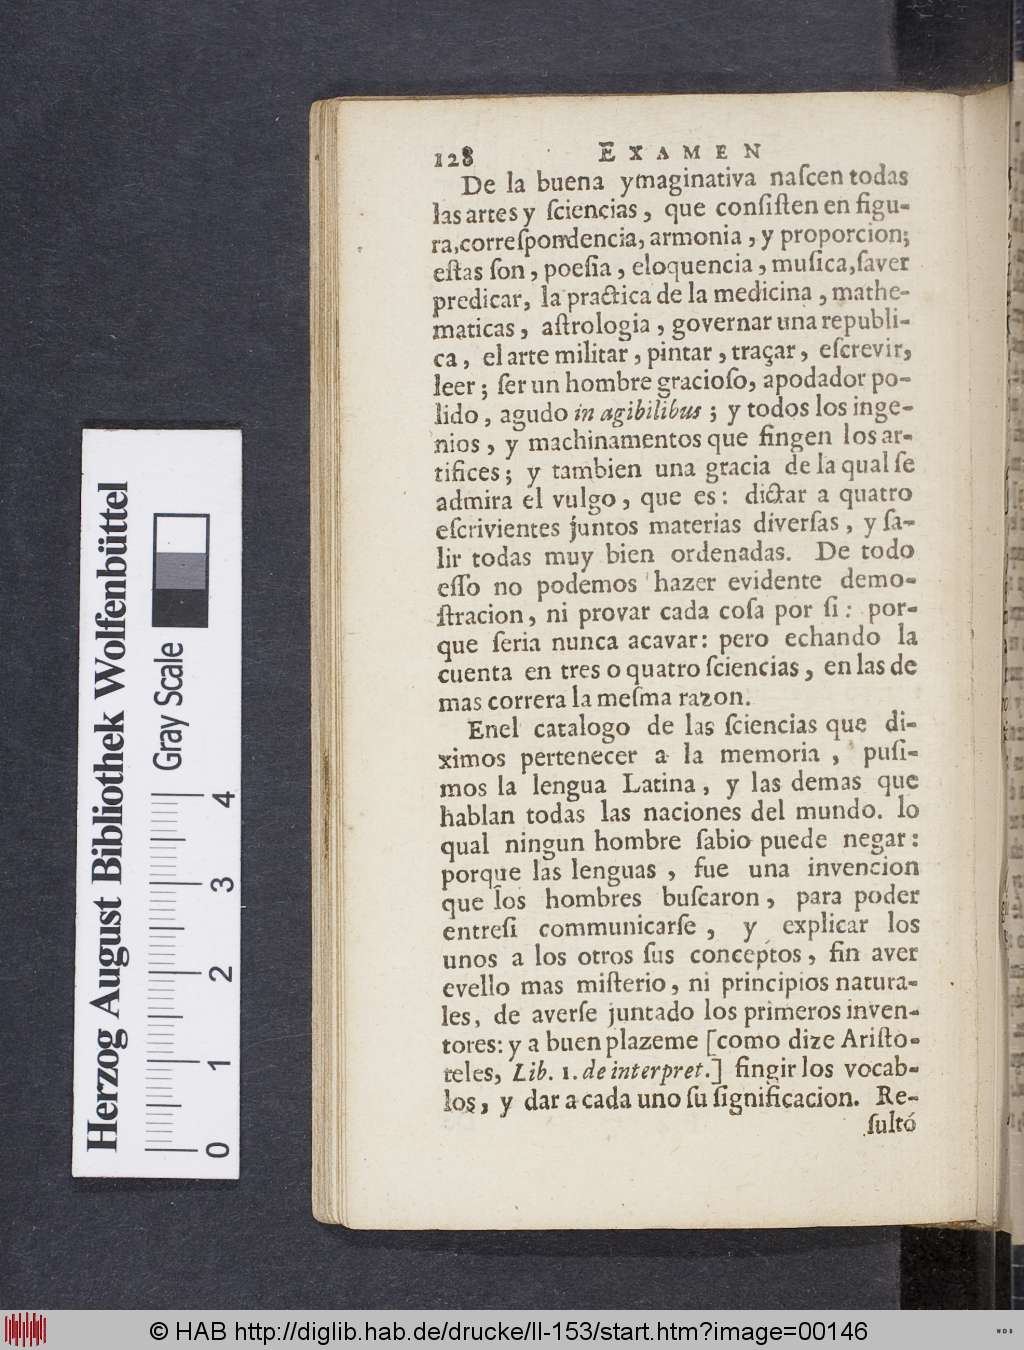 128 EXAMEN
De la buena ymaginativa naſcen todas
las artes y ſciencias, que conſiſten en figu-
ra, correſpondencia, armonia, y proporcion;
eſtas ſon, poeſia, eloquencia, muſica, ſaver
predicar, la practica de la medicina, mathe-
maticas, aſtrologia, governar una republi-
ca, el arte militar, pintar, traçar, eſcrevir,
leer; ſer un hombre gracioſo, apodador po-
lido, agudo in agibilibus; y todos los inge-
nios, y machinamentos que fingen los ar-
tifices; y tambien una gracia de la qual ſe
admira el vulgo, que es: dictar a quatro
eſcrivientes juntos materias diverſas, y ſa-
lir todas muy bien ordenadas. De todo
eſſo no podemos hazer evidente demo-
ſtracion, ni provar cada coſa por ſi: por-
que ſeria nunca acavar: pero echando la
cuenta en tres o quatro ſciencias, en las de
mas correra la meſma razon.
Enel catalogo de las ſciencias que di-
ximos pertenecer a la memoria, puſi-
mos la lengua Latina, y las demas que
hablan todas las naciones del mundo. lo
qual ningun hombre ſabio puede negar:
porque las lenguas, fue una invencion
que los hombres buſcaron, para poder
entreſi communicarſe, y explicar los
unos a los otros ſus conceptos, ſin aver
evello mas miſterio, ni principios natura-
les, de averſe juntado los primeros inven-
tores: y a buen plazeme [como dize Ariſto-
teles, Lib. 1. de interpret.] fingir los vocab-
los, y dar a cada uno ſu ſignificacion. Re-
ſultó
Herzog August Bibliothek Wolfenbüttel
Gray Scale
0 1 2 3 4
© HAB http://diglib.hab.de/drucke/ll-153/start.htm?image=00146